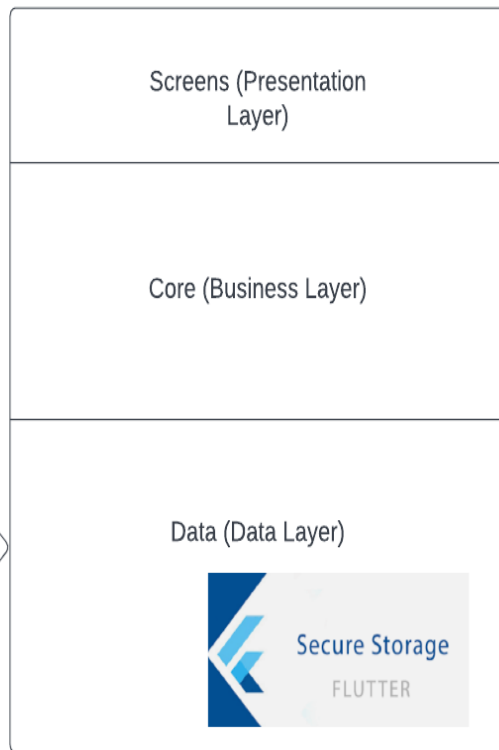 Screens (Presentation
Layer)
Core (Business Layer)
Data (Data Layer)
Secure Storage
FLUTTER